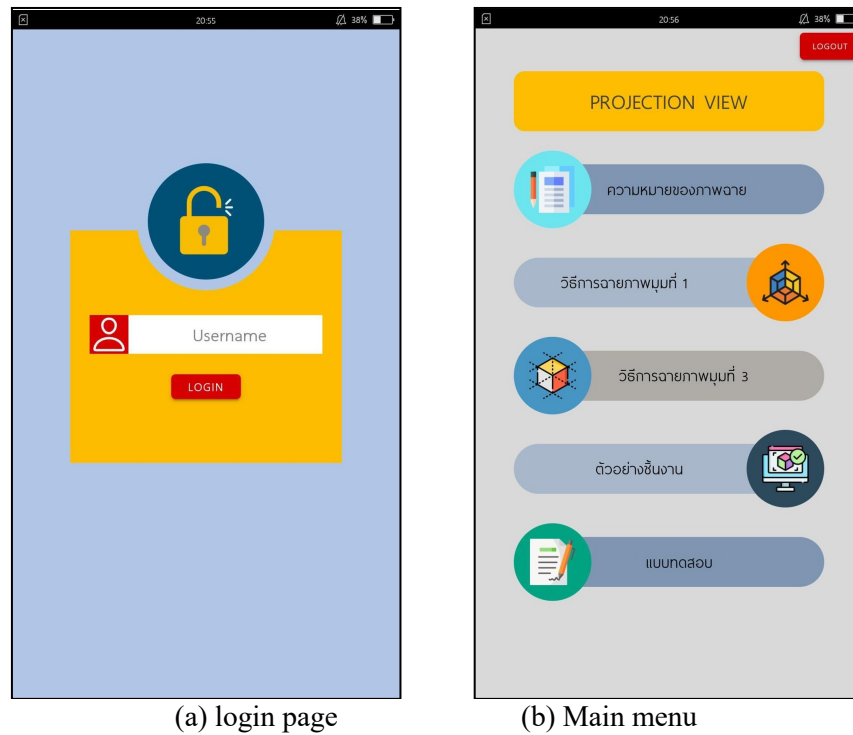 20:55
38%
Username
LOGIN
(a) login page
20:56
38%
LOGOUT
PROJECTION VIEW
ความหมายของภาพฉาย
วิธีการฉายภาพมุมที่ 1
วิธีการฉายภาพมุมที่ 3
ตัวอย่างชิ้นงาน
แบบทดสอบ
(b) Main menu